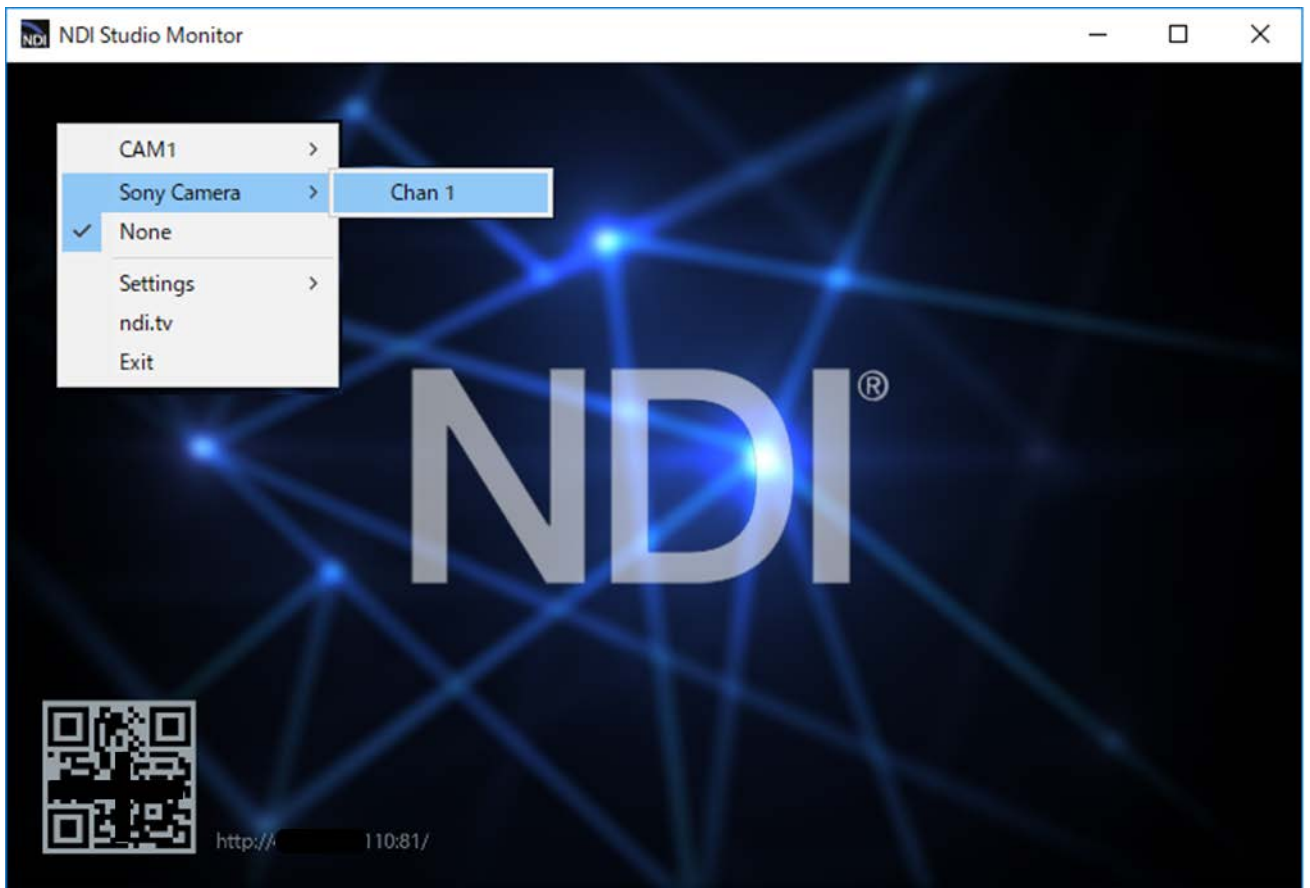 NDI Studio Monitor
CAM1
Sony Camera
Chan 1
None
Settings
ndi.tv
Exit
NDI®
http:// 110:81/